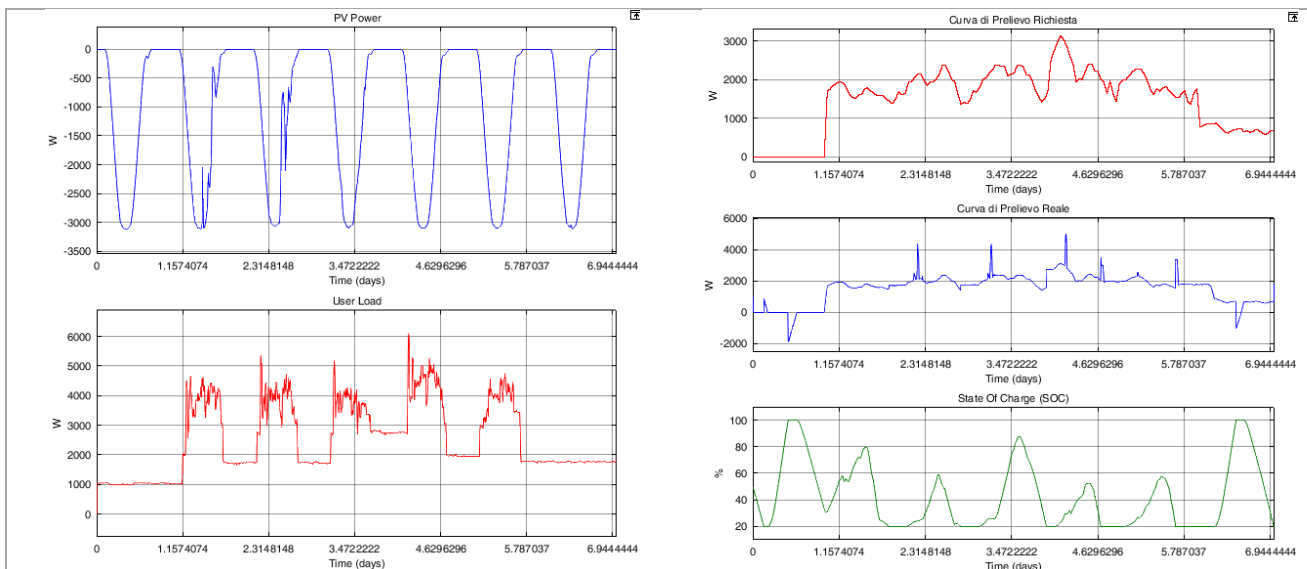 PV Power
0
-500
-1000
-1500
-2000
-2500
-3000
-3500
W
0 1.1574074 2.3148148 3.4722222 4.6296296 5.787037 6.9444444
Time (days)
User Load
6000
5000
4000
3000
2000
1000
0
W
0 1.1574074 2.3148148 3.4722222 4.6296296 5.787037 6.9444444
Time (days)
Curva di Prelievo Richiesta
3000
2000
1000
0
W
0 1.1574074 2.3148148 3.4722222 4.6296296 5.787037 6.9444444
Time (days)
Curva di Prelievo Reale
6000
4000
2000
0
-2000
W
0 1.1574074 2.3148148 3.4722222 4.6296296 5.787037 6.9444444
Time (days)
State Of Charge (SOC)
100
80
60
40
20
%
0 1.1574074 2.3148148 3.4722222 4.6296296 5.787037 6.9444444
Time (days)